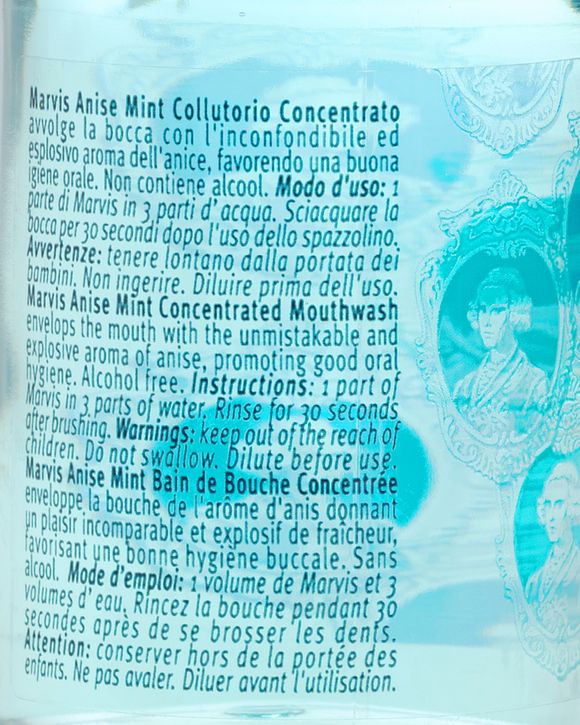 Marvis Anise Mint Collutorio Concentrato
avvolge la bocca con l'inconfondibile ed
esplosivo aroma dell'anice, favorendo una buona
igiene orale. Non contiene alcool. Modo d'uso: 1
parte di Marvis in 3 parti d' acqua. Sciacquare la
bocca per 30 secondi dopo l'uso dello spazzolino.
Avvertenze: tenere lontano dalla portata dei
bambini. Non ingerire. Diluire prima dell'uso.
Marvis Anise Mint Concentrated Mouthwash
envelops the mouth with the unmistakable and
explosive aroma of anise, promoting good oral
hygiene. Alcohol free. Instructions: 1 part of
Marvis in 3 parts of water. Rinse for 30 seconds
after brushing. Warnings: keep out of the reach of
children. Do not swallow. Dilute before use.
Marvis Anise Mint Bain de Bouche Concentrée
enveloppe la bouche de l'arôme d'anis donnant
un plaisir incomparable et explosif de fraîcheur,
favorisant une bonne hygiène buccale. Sans
alcool. Mode d'emploi: 1 volume de Marvis et 3
volumes d' eau. Rincez la bouche pendant 30
secondes après de se brosser les dents.
Attention: conserver hors de la portée des
enfants. Ne pas avaler. Diluer avant l'utilisation.